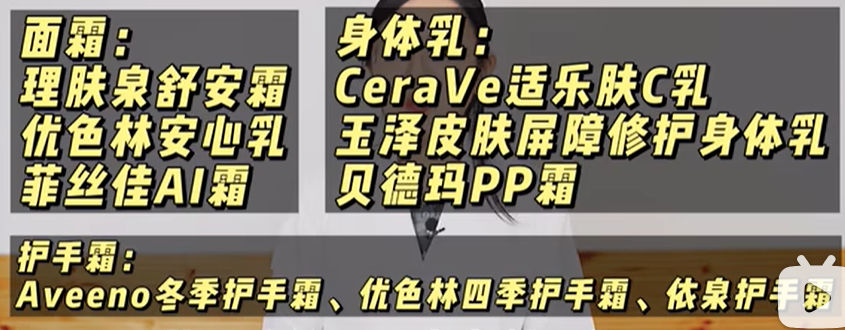 面霜：
理肤泉舒安霜
优色林安心乳
菲丝佳AI霜
身体乳：
CeraVe适乐肤C乳
玉泽皮肤屏障修护身体乳
贝德玛PP霜
护手霜：
Aveeno冬季护手霜、优色林四季护手霜、依泉护手霜